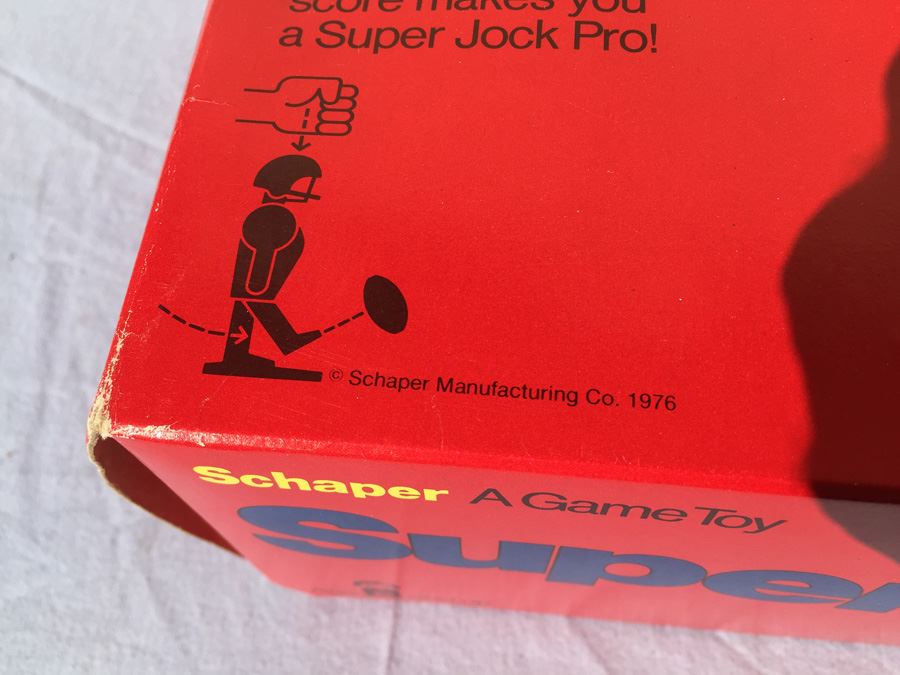 score makes you
a Super Jock Pro!
© Schaper Manufacturing Co. 1976
Schaper A Game Toy
Super